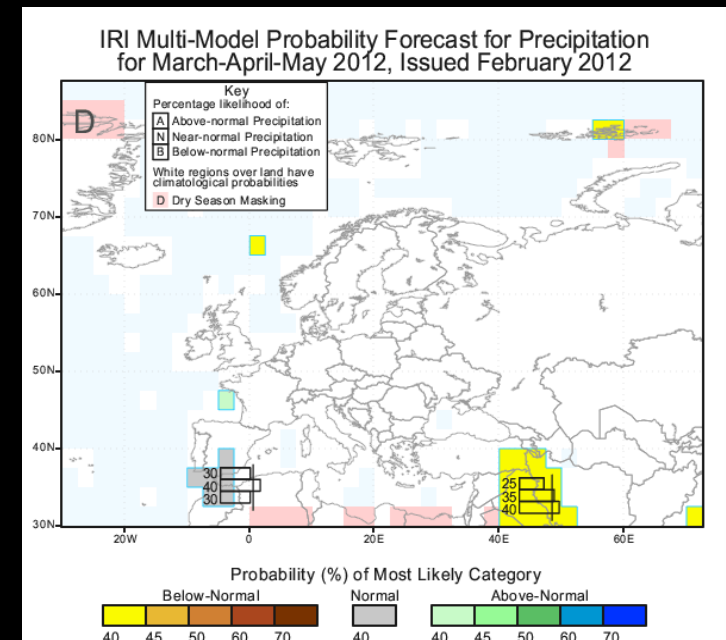 IRI Multi-Model Probability Forecast for Precipitation
for March-April-May 2012, Issued February 2012
Key
Percentage likelihood of:
A Above-normal Precipitation
N Near-normal Precipitation
B Below-normal Precipitation
White regions over land have
climatological probabilities
D Dry Season Masking
D
80N
70N
60N
50N
40N
30N
30
40
30
25
35
40
20W 0 20E 40E 60E
Probability (%) of Most Likely Category
Below-Normal Normal Above-Normal
40 45 50 60 70 40 40 45 50 60 70